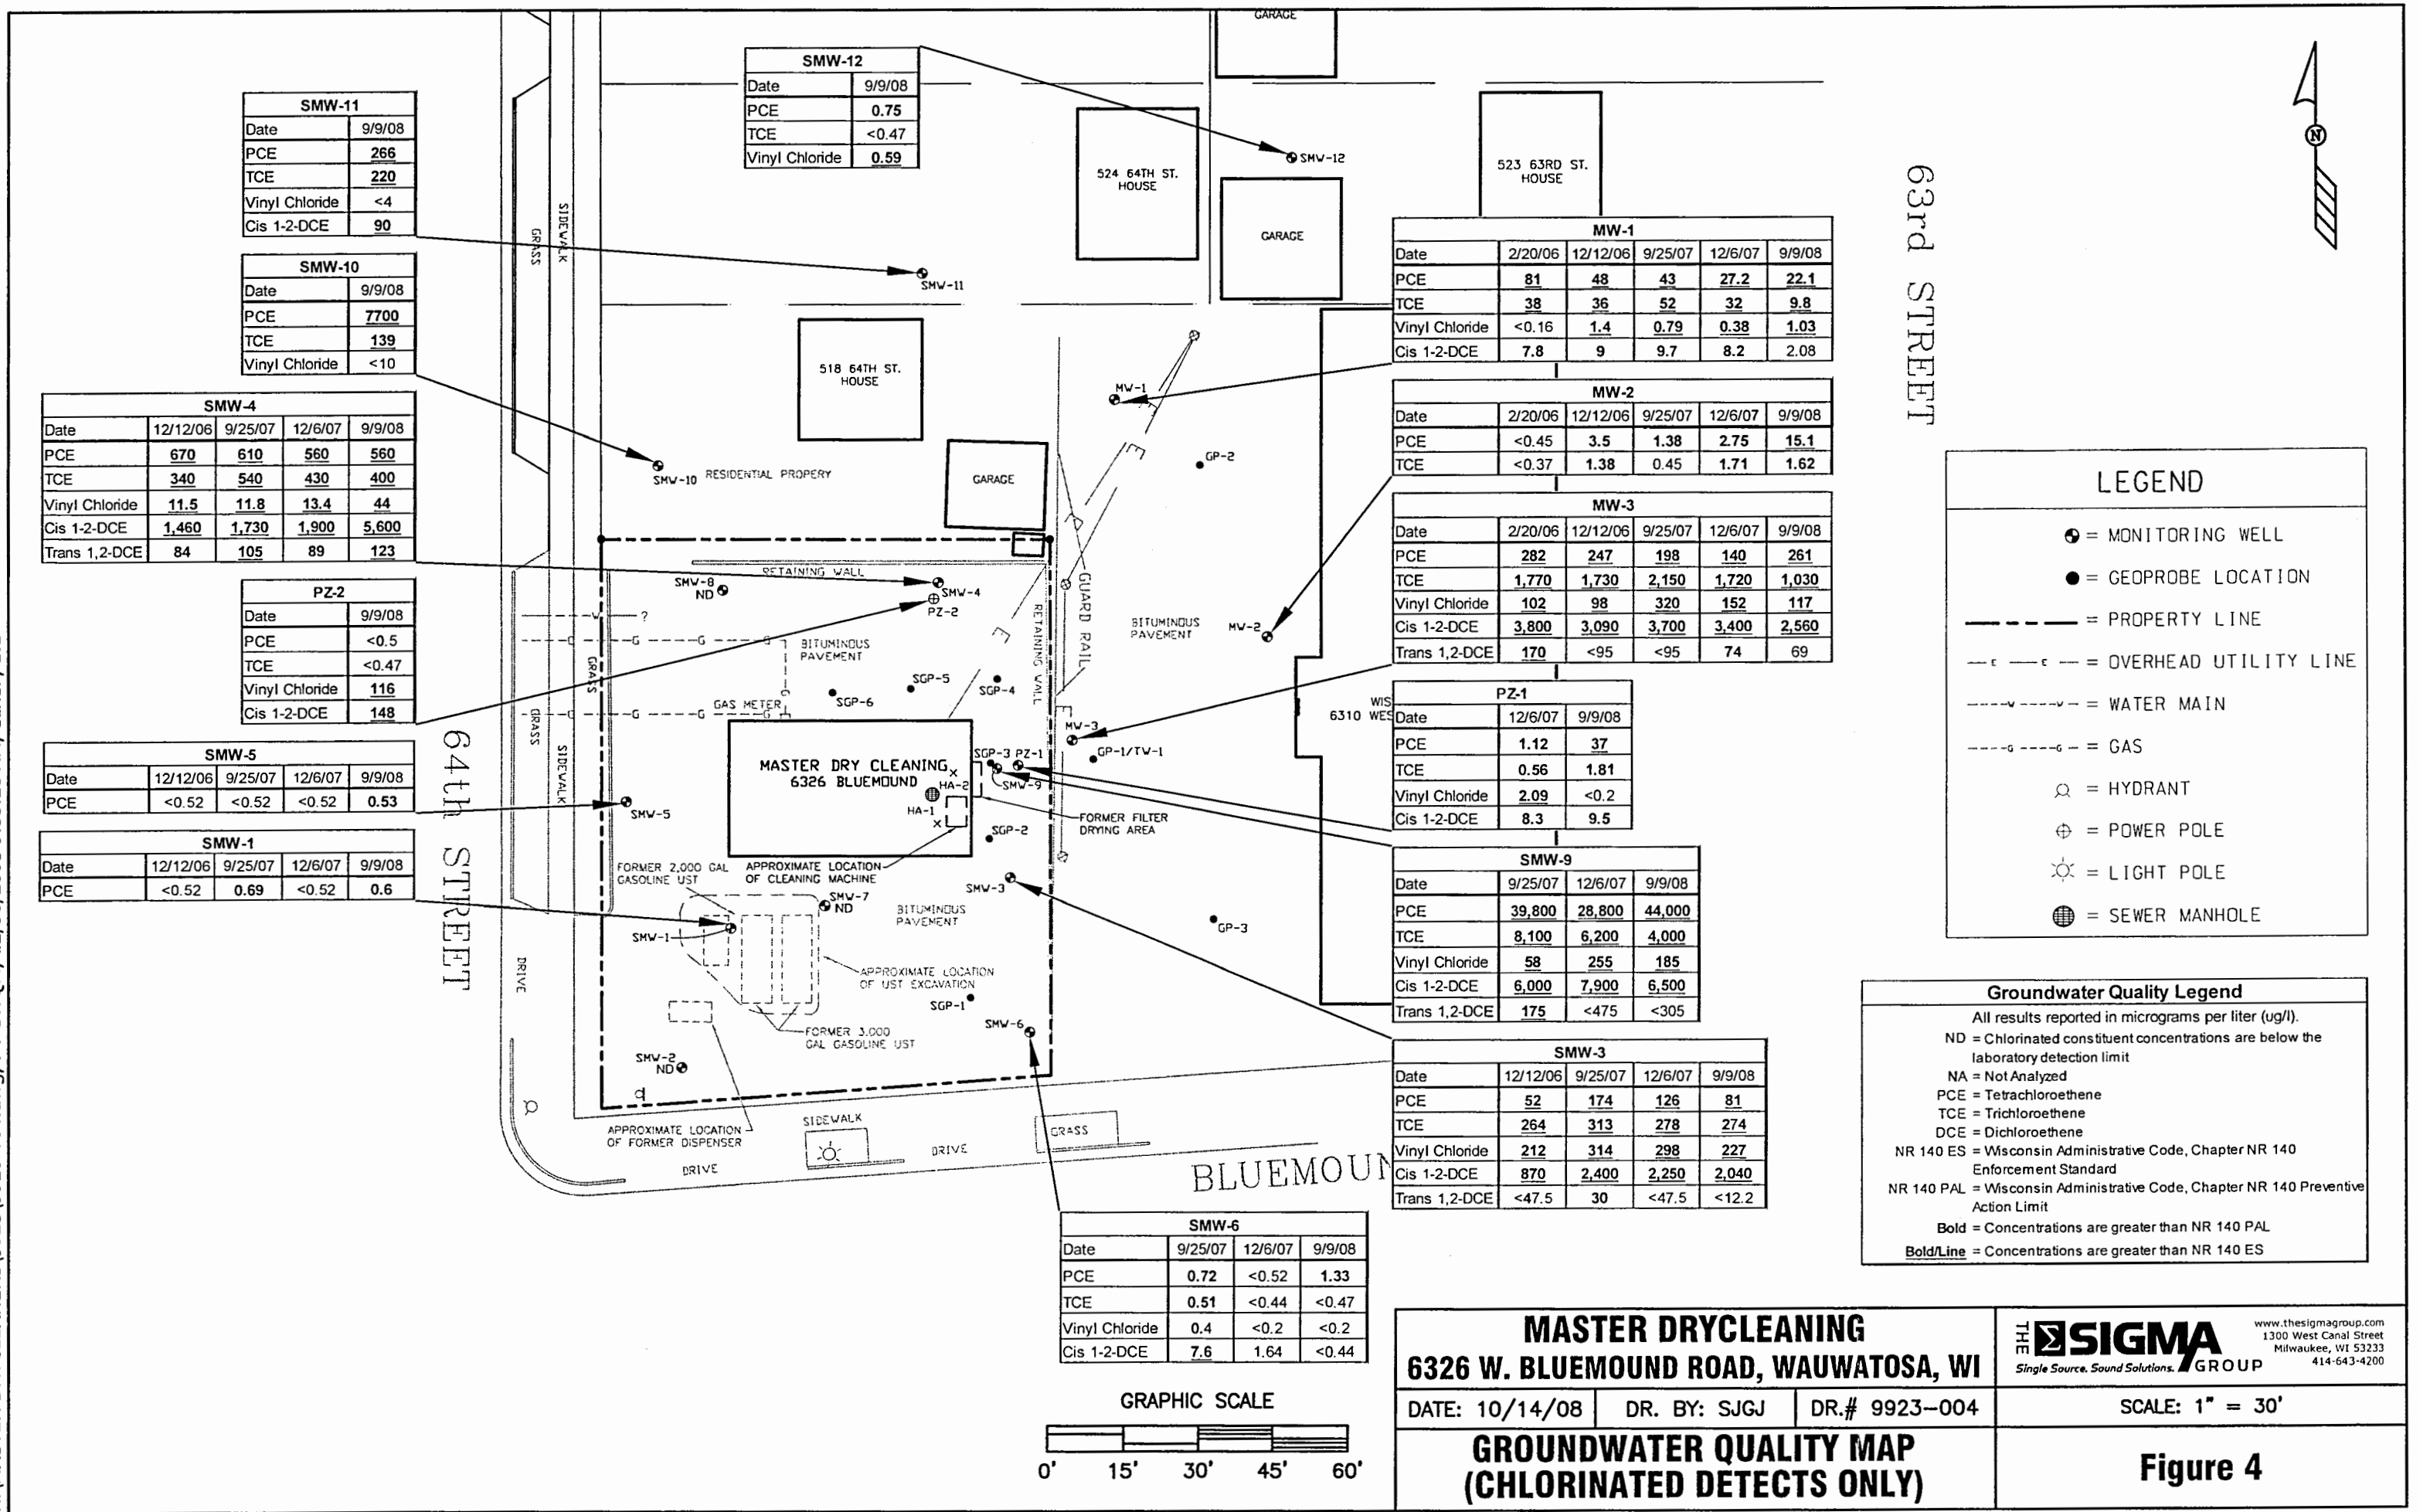 GARAGE
SMW-12
Date 9/9/08
PCE 0.75
TCE <0.47
Vinyl Chloride 0.59
SMW-11
Date 9/9/08
PCE 266
TCE 220
Vinyl Chloride <4
Cis 1-2-DCE 90
SMW-10
Date 9/9/08
PCE 7700
TCE 139
Vinyl Chloride <10
SMW-4
Date 12/12/06 9/25/07 12/6/07 9/9/08
PCE 670 610 560 560
TCE 340 540 430 400
Vinyl Chloride 11.5 11.8 13.4 44
Cis 1-2-DCE 1,460 1,730 1,900 5,600
Trans 1,2-DCE 84 105 89 123
PZ-2
Date 9/9/08
PCE <0.5
TCE <0.47
Vinyl Chloride 116
Cis 1-2-DCE 148
SMW-5
Date 12/12/06 9/25/07 12/6/07 9/9/08
PCE <0.52 <0.52 <0.52 0.53
SMW-1
Date 12/12/06 9/25/07 12/6/07 9/9/08
PCE <0.52 0.69 <0.52 0.6
MW-1
Date 2/20/06 12/12/06 9/25/07 12/6/07 9/9/08
PCE 81 48 43 27.2 22.1
TCE 38 36 52 32 9.8
Vinyl Chloride <0.16 1.4 0.79 0.38 1.03
Cis 1-2-DCE 7.8 9 9.7 8.2 2.08
MW-2
Date 2/20/06 12/12/06 9/25/07 12/6/07 9/9/08
PCE <0.45 3.5 1.38 2.75 15.1
TCE <0.37 1.38 0.45 1.71 1.62
MW-3
Date 2/20/06 12/12/06 9/25/07 12/6/07 9/9/08
PCE 282 247 198 140 261
TCE 1,770 1,730 2,150 1,720 1,030
Vinyl Chloride 102 98 320 152 117
Cis 1-2-DCE 3,800 3,090 3,700 3,400 2,560
Trans 1,2-DCE 170 <95 <95 74 69
PZ-1
Date 12/6/07 9/9/08
PCE 1.12 37
TCE 0.56 1.81
Vinyl Chloride 2.09 <0.2
Cis 1-2-DCE 8.3 9.5
SMW-9
Date 9/25/07 12/6/07 9/9/08
PCE 39,800 28,800 44,000
TCE 8,100 6,200 4,000
Vinyl Chloride 58 255 185
Cis 1-2-DCE 6,000 7,900 6,500
Trans 1,2-DCE 175 <475 <305
SMW-3
Date 12/12/06 9/25/07 12/6/07 9/9/08
PCE 52 174 126 81
TCE 264 313 278 274
Vinyl Chloride 212 314 298 227
Cis 1-2-DCE 870 2,400 2,250 2,040
Trans 1,2-DCE <47.5 30 <47.5 <12.2
SMW-6
Date 9/25/07 12/6/07 9/9/08
PCE 0.72 <0.52 1.33
TCE 0.51 <0.44 <0.47
Vinyl Chloride 0.4 <0.2 <0.2
Cis 1-2-DCE 7.6 1.64 <0.44
524 64TH ST.
HOUSE
SMW-12
GARAGE
523 63RD ST.
HOUSE
63rd STREET
N
GRASS
SIDEWALK
SMW-11
518 64TH ST.
HOUSE
SMW-10
RESIDENTIAL PROPERY
GARAGE
MW-1
E
E
E
E
E
GP-2
RETAINING WALL
SMW-8
ND
SMW-4
PZ-2
GUARD RAIL
RETAINING WALL
BITUMINOUS
PAVEMENT
MW-2
W ?
G G G G
BITUMINOUS
PAVEMENT
GRASS
GRASS
SIDEWALK
G
G G G G
GAS METER
SGP-6
SGP-5
SGP-4
WIS
6310 WES
MW-3
GP-1/TW-1
SGP-3 PZ-1
SMW-9
MASTER DRY CLEANING
6326 BLUEMOUND
X
HA-2
HA-1
X
FORMER FILTER
DRYING AREA
SGP-2
SMW-5
64th STREET
FORMER 2,000 GAL
GASOLINE UST
APPROXIMATE LOCATION
OF CLEANING MACHINE
SMW-7
ND
SMW-3
BITUMINOUS
PAVEMENT
SMW-1
GP-3
APPROXIMATE LOCATION
OF UST EXCAVATION
SGP-1
SMW-6
FORMER 3,000
GAL GASOLINE UST
DRIVE
SMW-2
ND
APPROXIMATE LOCATION
OF FORMER DISPENSER
SIDEWALK
GRASS
DRIVE
DRIVE
BLUEMOUN
LEGEND
= MONITORING WELL
= GEOPROBE LOCATION
= PROPERTY LINE
E E = OVERHEAD UTILITY LINE
W W = WATER MAIN
G G = GAS
= HYDRANT
= POWER POLE
= LIGHT POLE
= SEWER MANHOLE
Groundwater Quality Legend
All results reported in micrograms per liter (ug/l).
ND = Chlorinated constituent concentrations are below the
laboratory detection limit
NA = Not Analyzed
PCE = Tetrachloroethene
TCE = Trichloroethene
DCE = Dichloroethene
NR 140 ES = Wisconsin Administrative Code, Chapter NR 140
Enforcement Standard
NR 140 PAL = Wisconsin Administrative Code, Chapter NR 140 Preventive
Action Limit
Bold = Concentrations are greater than NR 140 PAL
Bold/Line = Concentrations are greater than NR 140 ES
GRAPHIC SCALE
0' 15' 30' 45' 60'
MASTER DRYCLEANING
6326 W. BLUEMOUND ROAD, WAUWATOSA, WI
DATE: 10/14/08 DR. BY: SJGJ DR.# 9923-004
GROUNDWATER QUALITY MAP
(CHLORINATED DETECTS ONLY)
THE SIGMA GROUP
Single Source. Sound Solutions.
www.thesigmagroup.com
1300 West Canal Street
Milwaukee, WI 53233
414-643-4200
SCALE: 1" = 30'
Figure 4